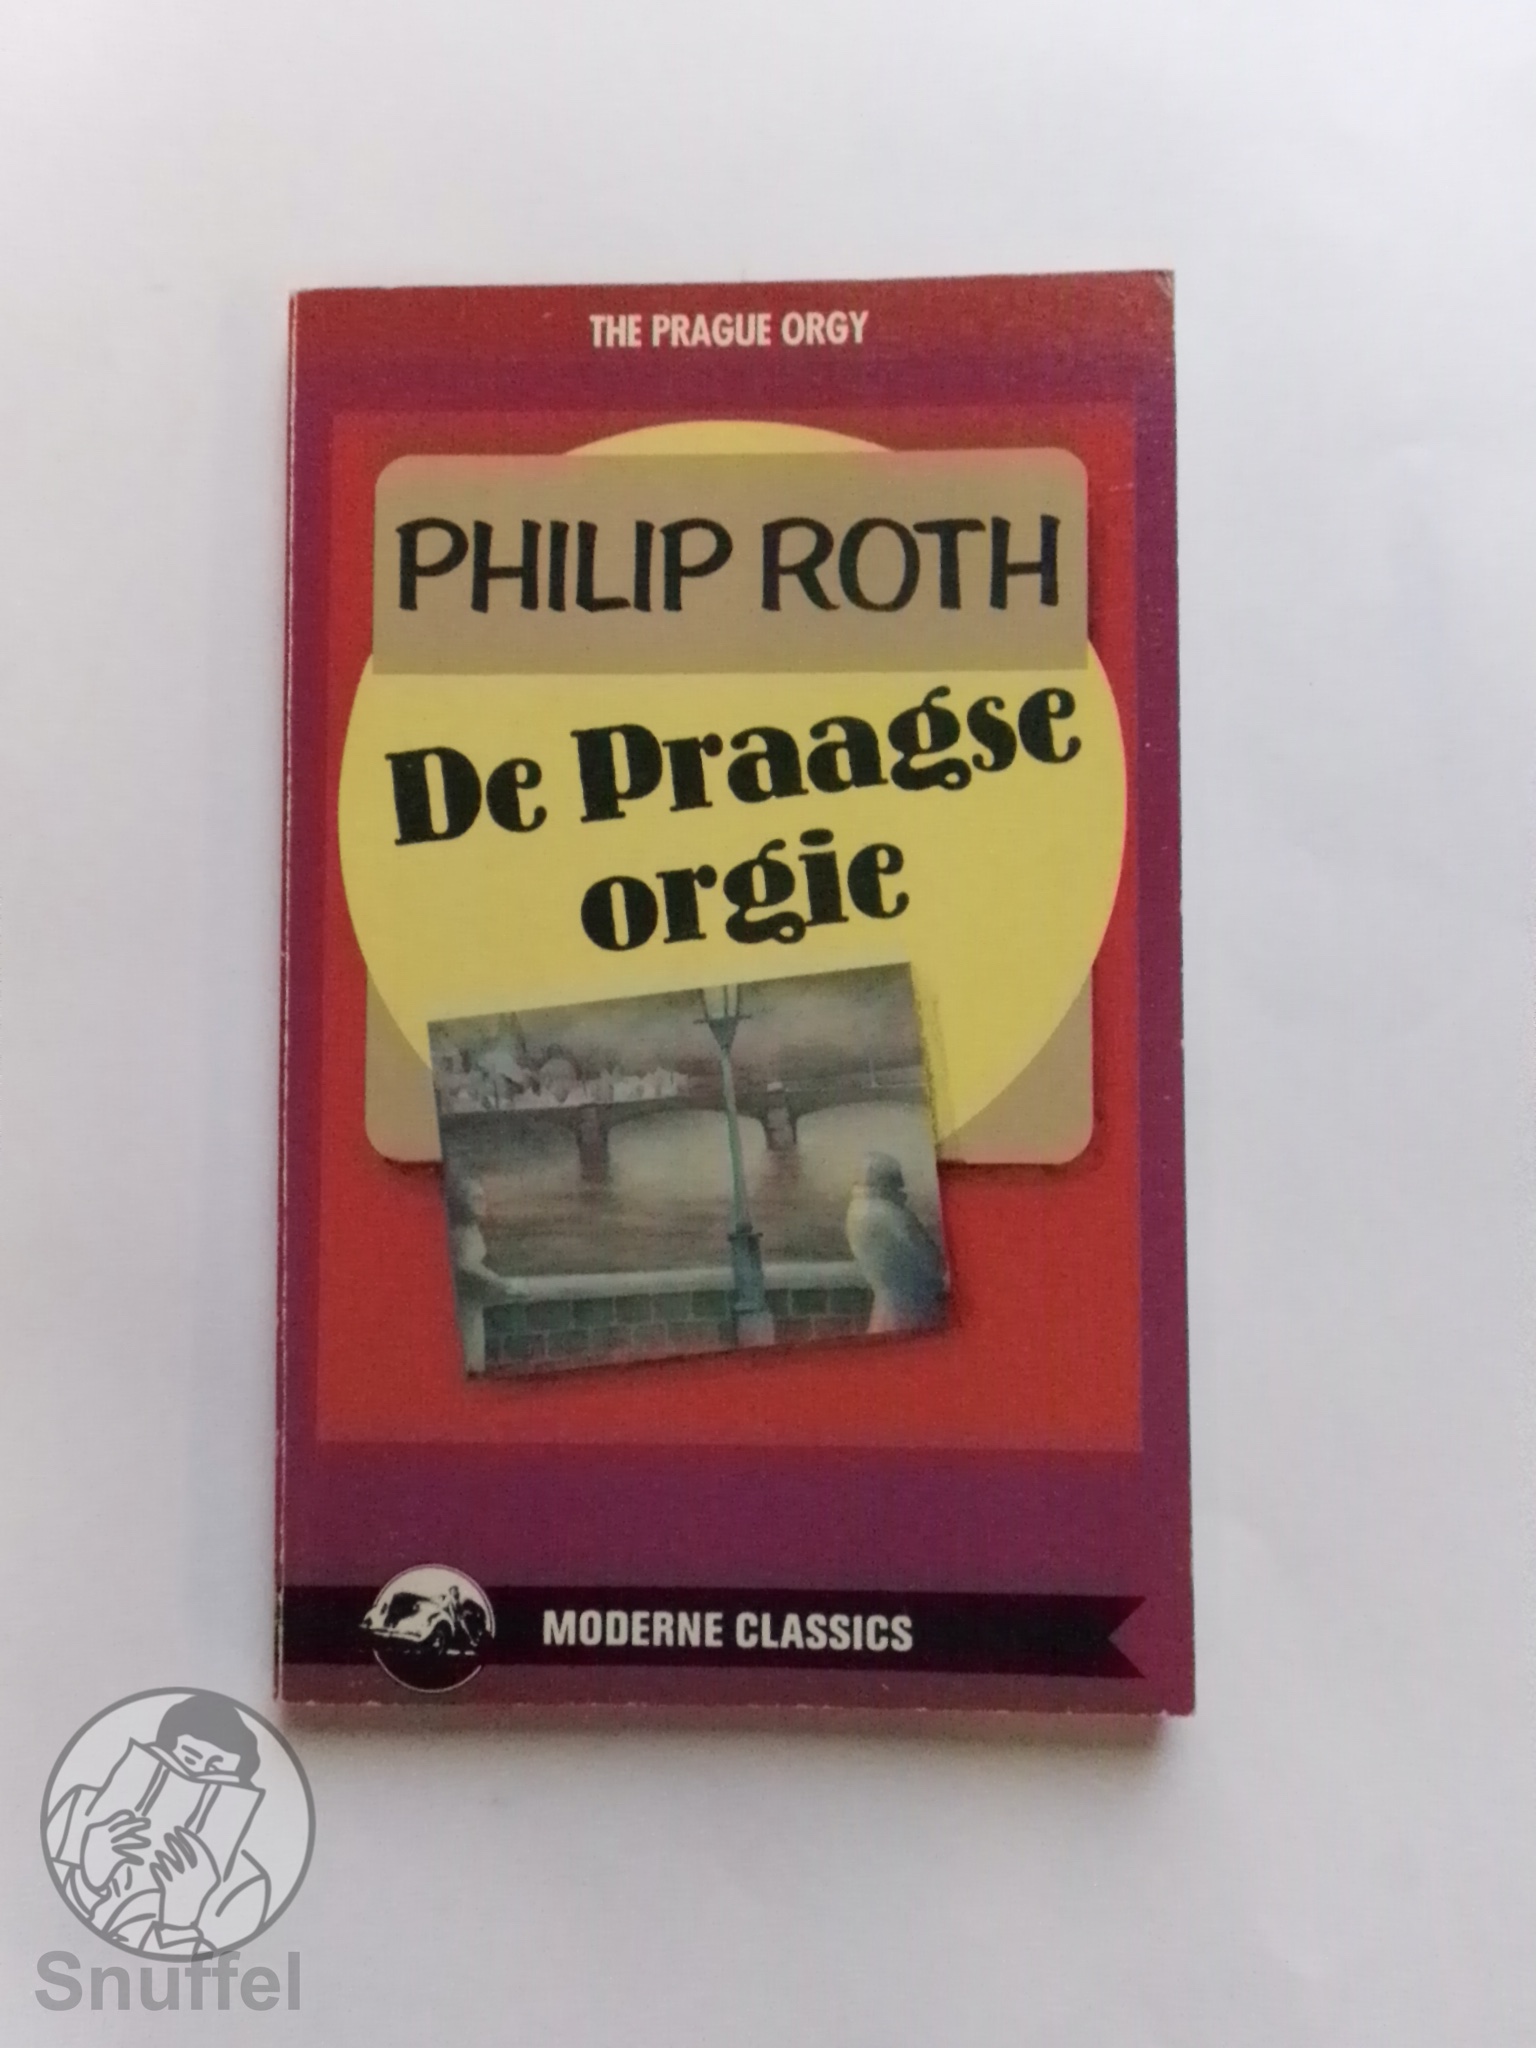 THE PRAGUE ORGY
PHILIP ROTH
De Praagse
orgie
MODERNE CLASSICS
Snuffel